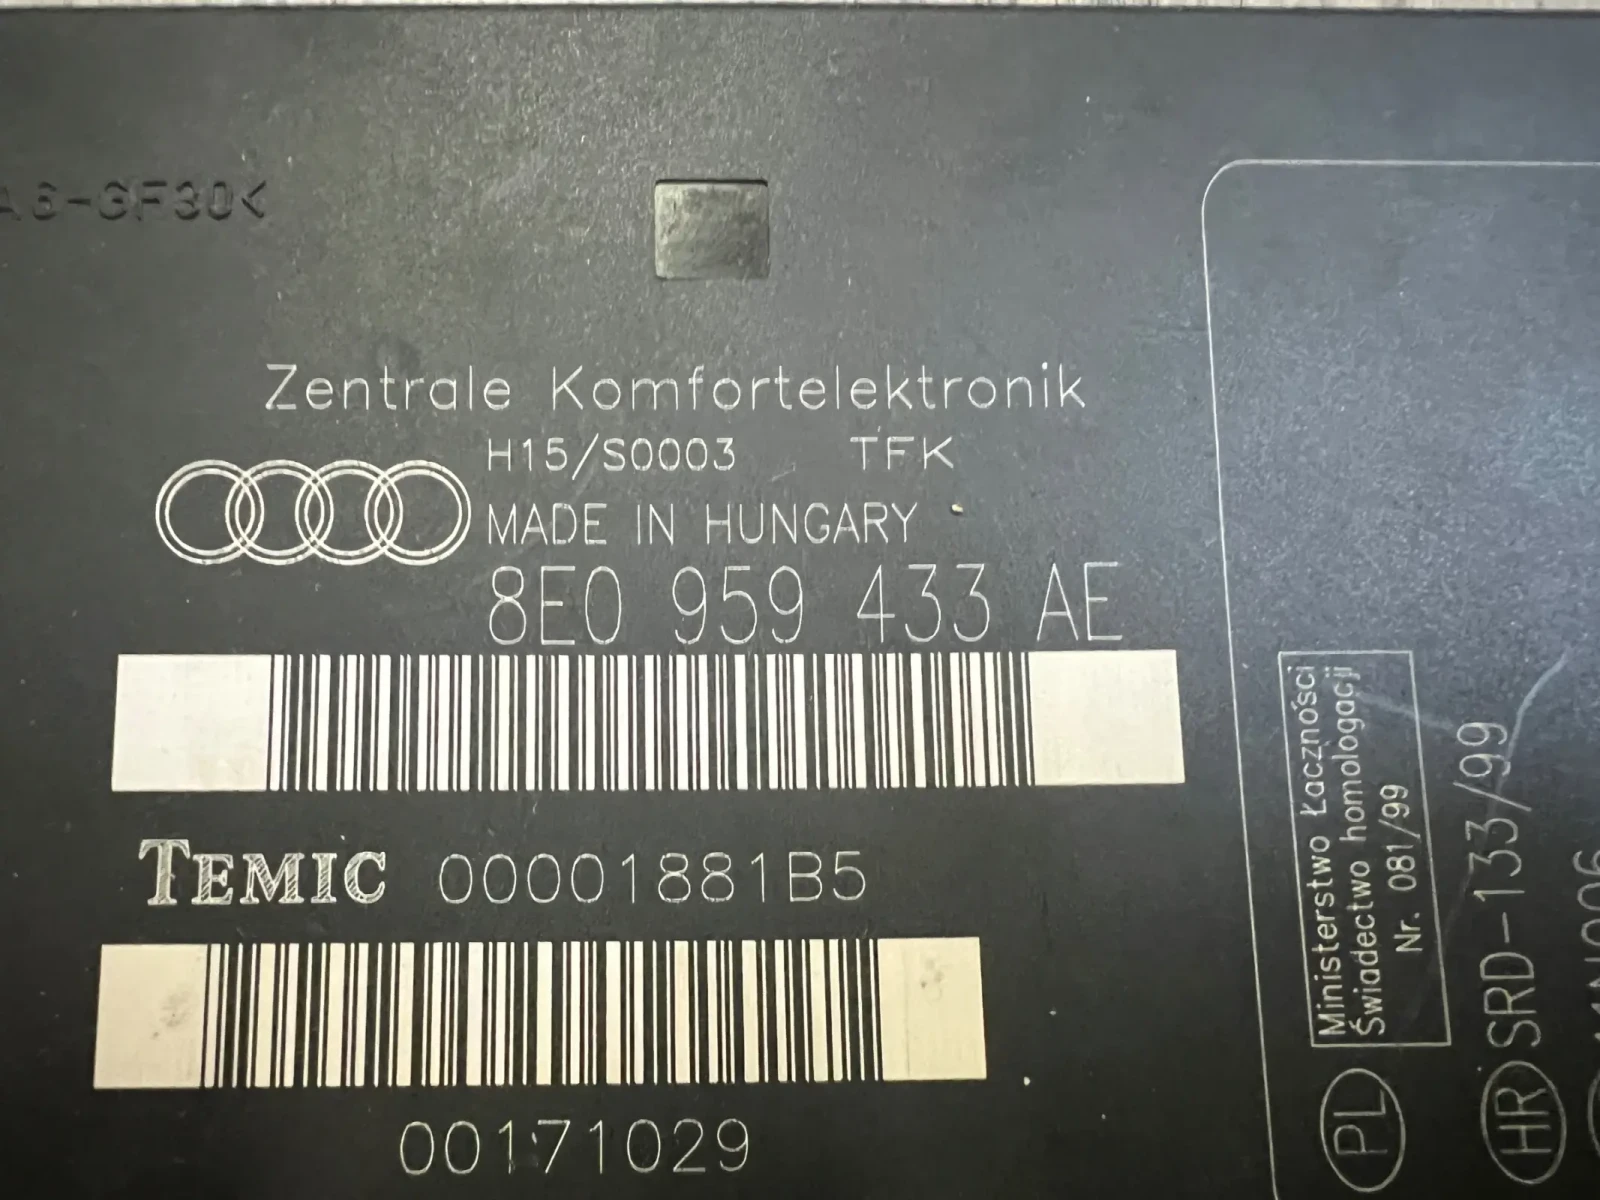 A6-GF30<
Zentrale Komfortelektronik
H15/S0003 TFK
MADE IN HUNGARY
8E0 959 433 AE
TEMIC 00001881B5
00171029
Ministerstwo Łączności
Świadectwo homologacji
Nr. 081/99
PL
HR SRD-133/99